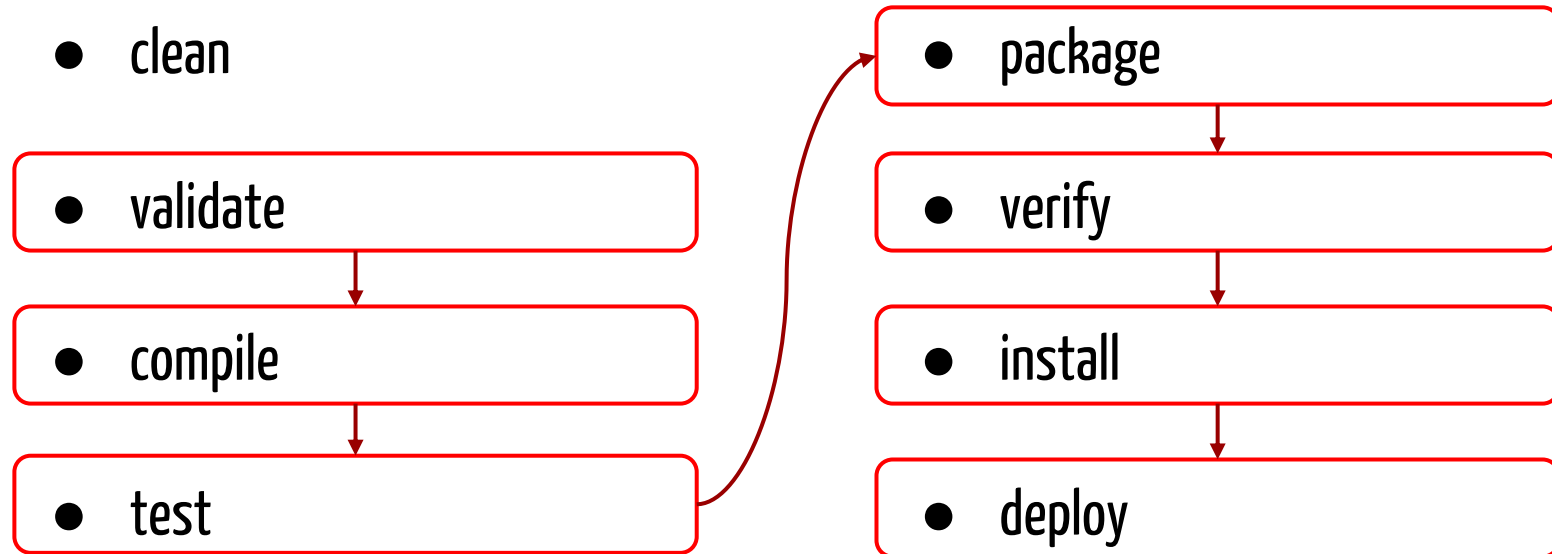 ● clean
● validate
● compile
● test
● package
● verify
● install
● deploy